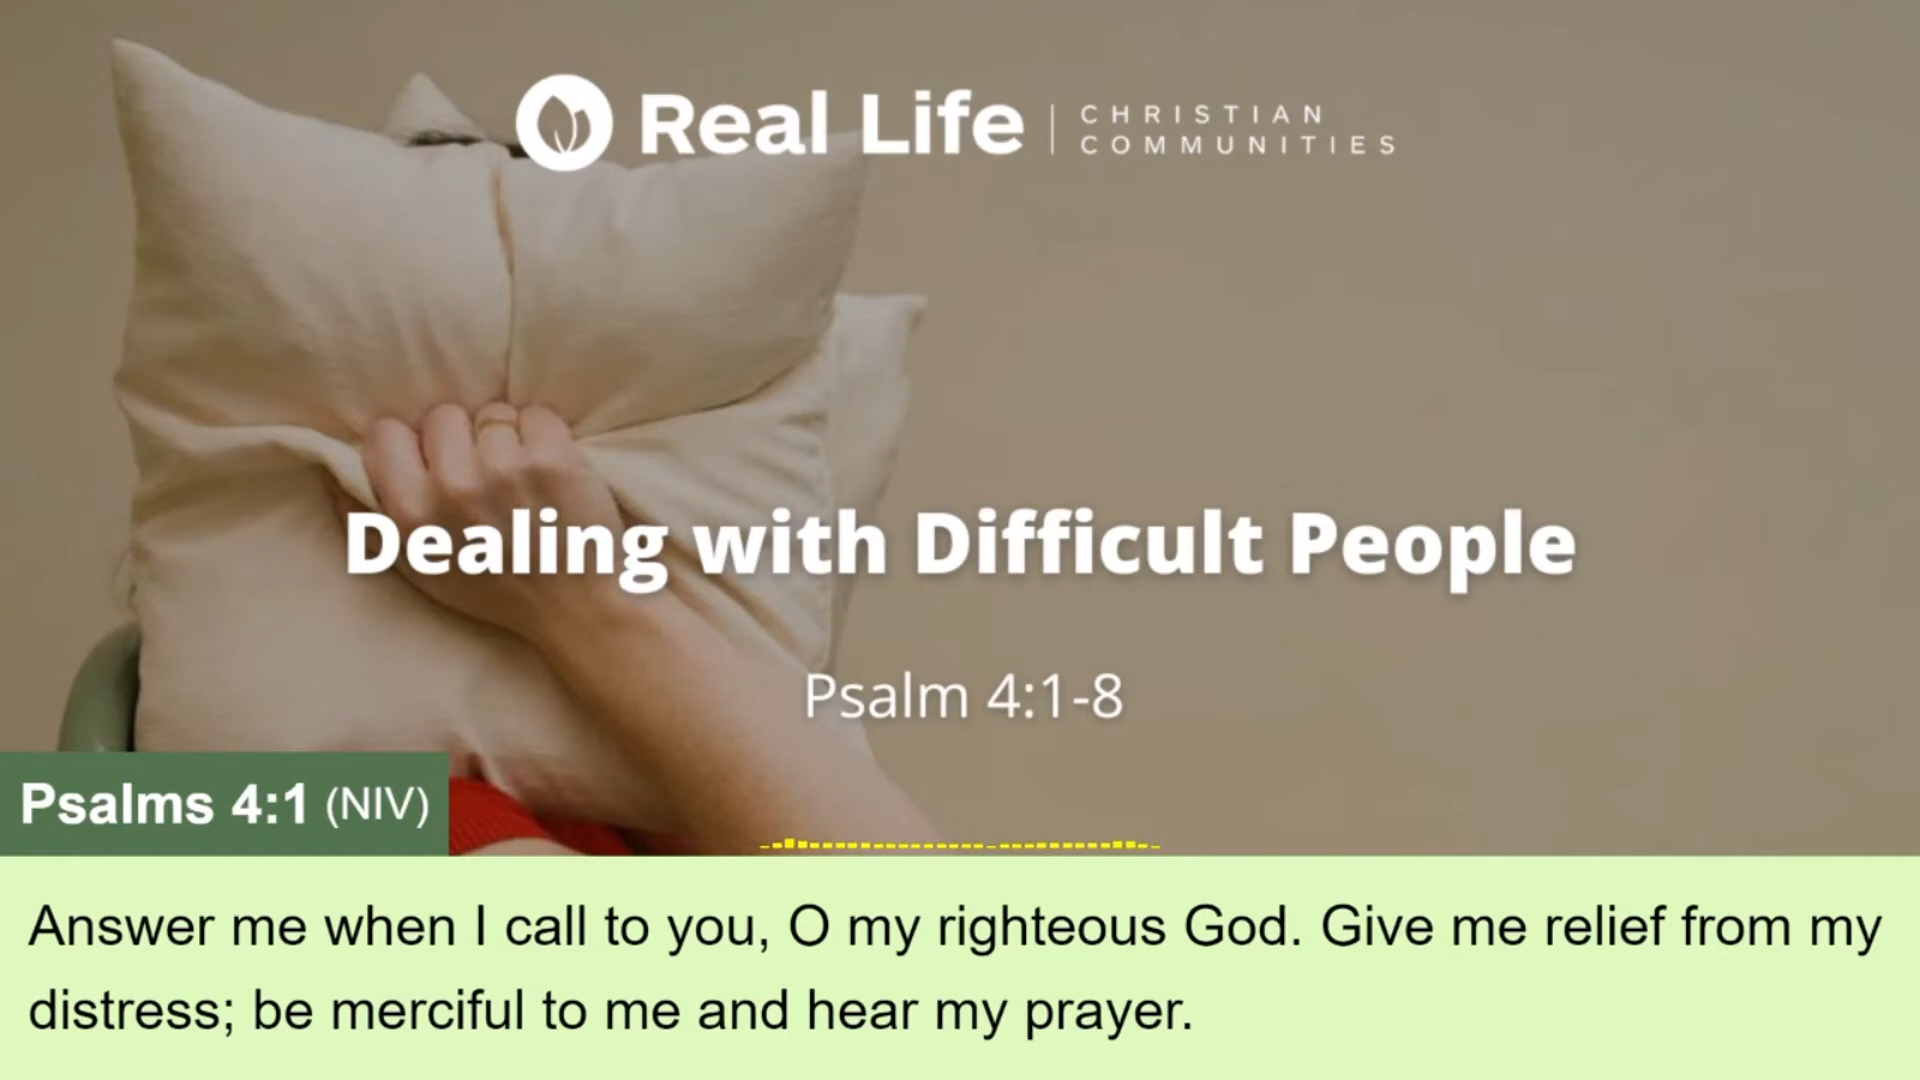 Real Life | CHRISTIAN
COMMUNITIES
Dealing with Difficult People
Psalm 4:1-8
Psalms 4:1 (NIV)
Answer me when I call to you, O my righteous God. Give me relief from my
distress; be merciful to me and hear my prayer.